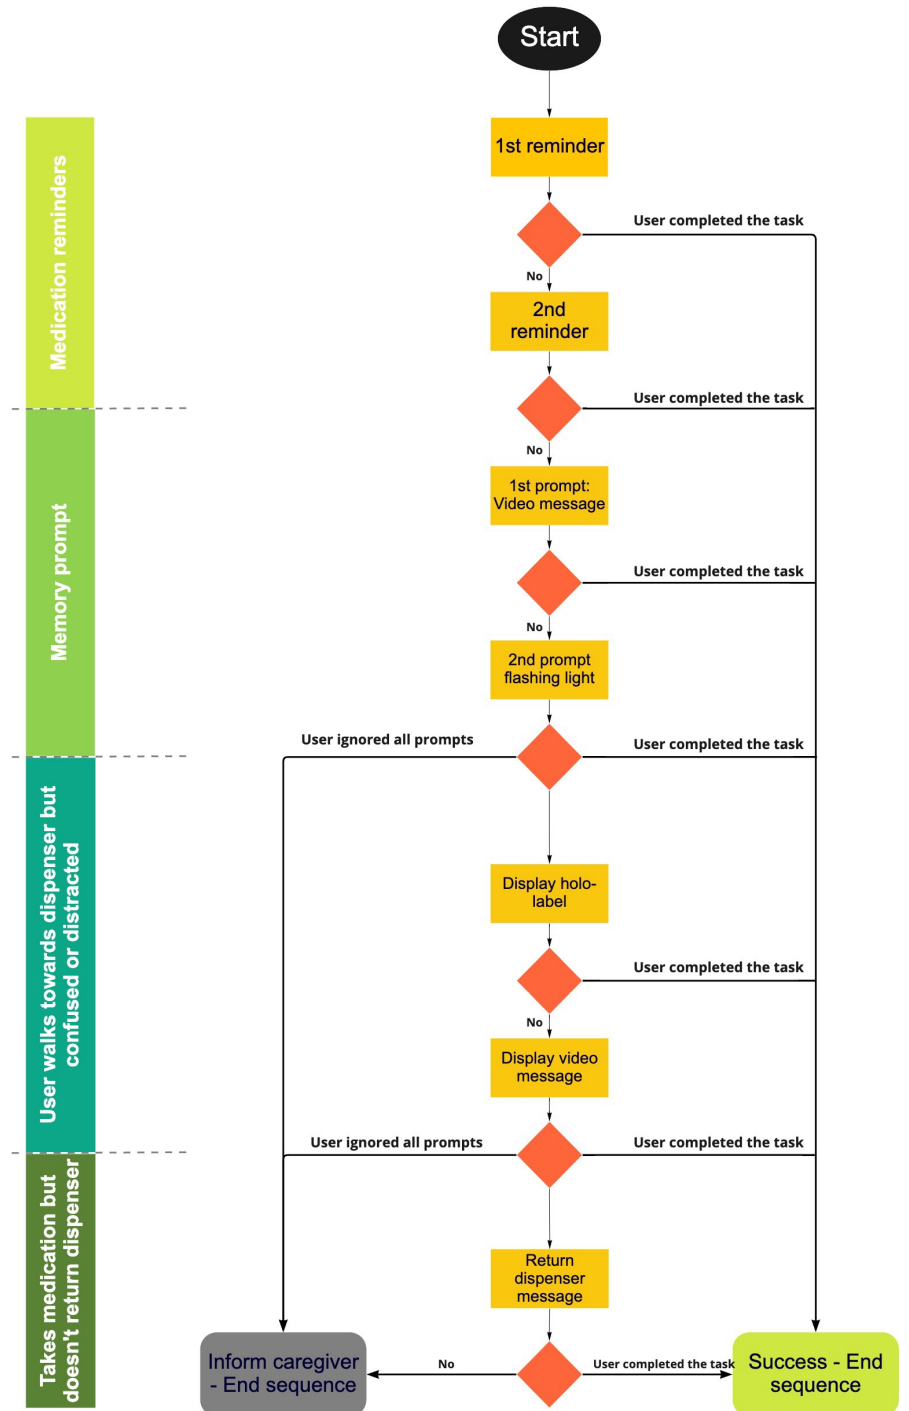 Start
Medication reminders
1st reminder
User completed the task
No
2nd
reminder
User completed the task
No
Memory prompt
1st prompt:
Video message
User completed the task
No
2nd prompt
flashing light
User ignored all prompts
User completed the task
User walks towards dispenser but
confused or distracted
Display holo-
label
User completed the task
No
Display video
message
User ignored all prompts
User completed the task
Takes medication but
doesn't return dispenser
Return
dispenser
message
Inform caregiver
- End sequence
No
User completed the task
Success - End
sequence